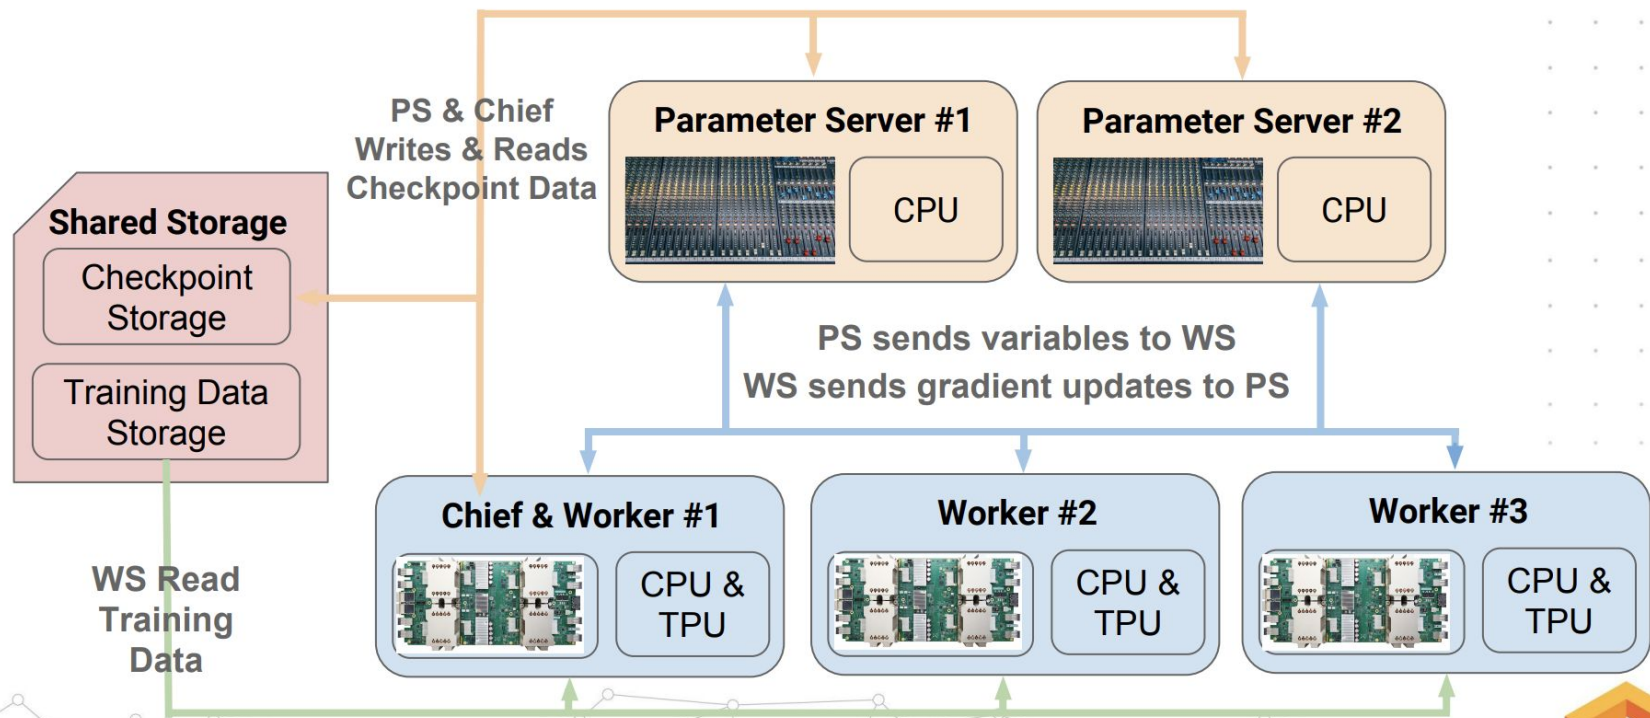 PS & Chief
Writes & Reads
Checkpoint Data
Parameter Server #1
CPU
Parameter Server #2
CPU
Shared Storage
Checkpoint
Storage
Training Data
Storage
PS sends variables to WS
WS sends gradient updates to PS
Chief & Worker #1
CPU &
TPU
Worker #2
CPU &
TPU
Worker #3
CPU &
TPU
WS Read
Training
Data